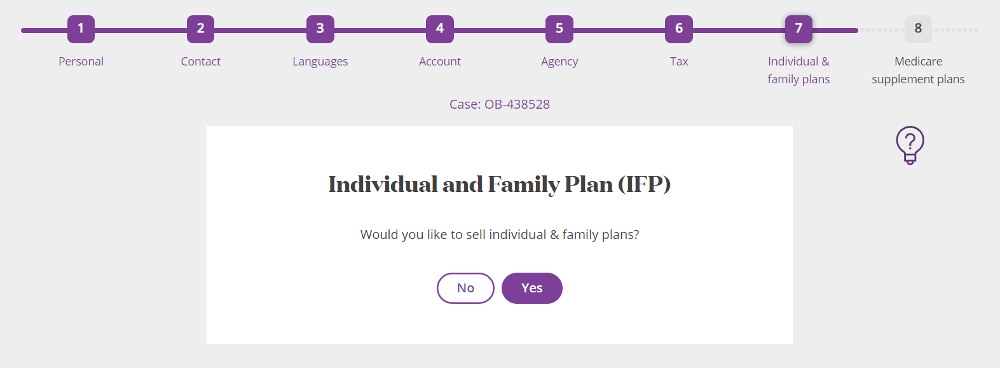 1
2
3
4
5
6
7
8
Personal
Contact
Languages
Account
Agency
Tax
Individual &
family plans
Medicare
supplement plans
Case: OB-438528
?
Individual and Family Plan (IFP)
Would you like to sell individual & family plans?
No
Yes